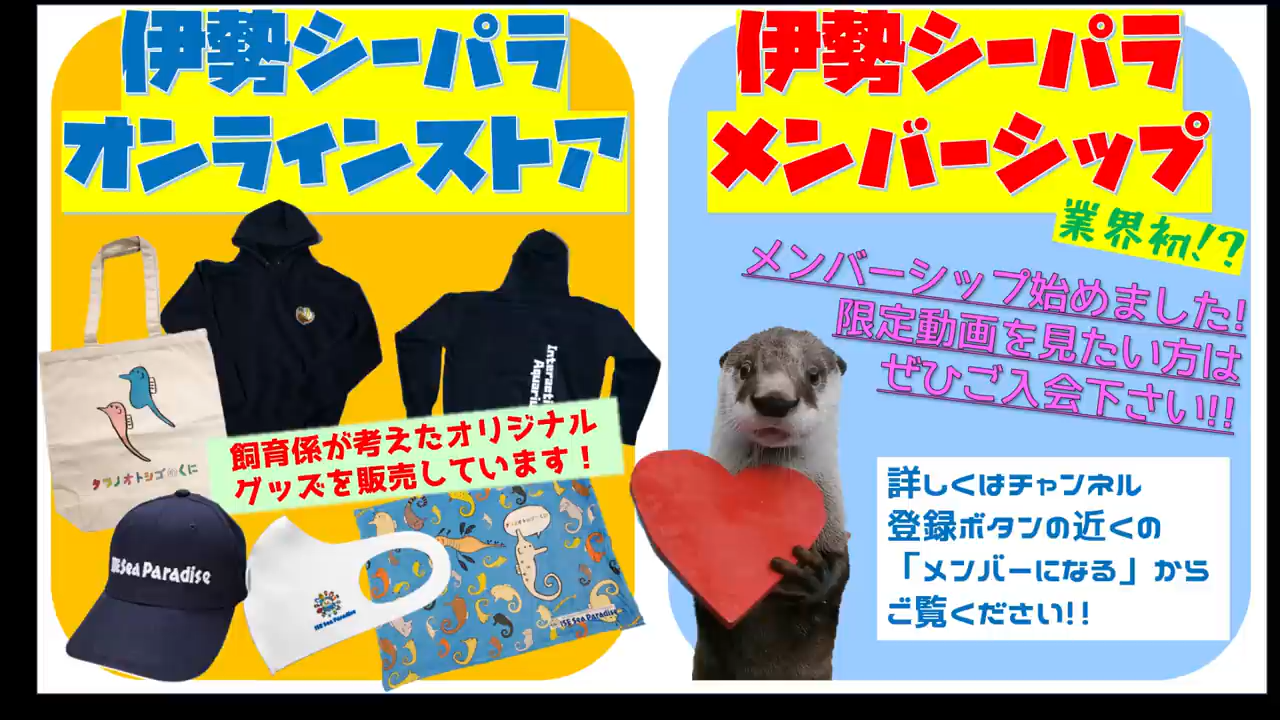 伊勢シーパラ
オンラインストア
Interacti
Aquari
飼育係が考えたオリジナル
グッズを販売しています！
タツノオトシゴのくに
ISE Sea Paradise
ISE Sea Paradise
ISE Sea Paradise
伊勢シーパラ
メンバーシップ
業界初!?
メンバーシップ始めました!
限定動画を見たい方は
ぜひご入会下さい!!
詳しくはチャンネル
登録ボタンの近くの
「メンバーになる」から
ご覧ください!!